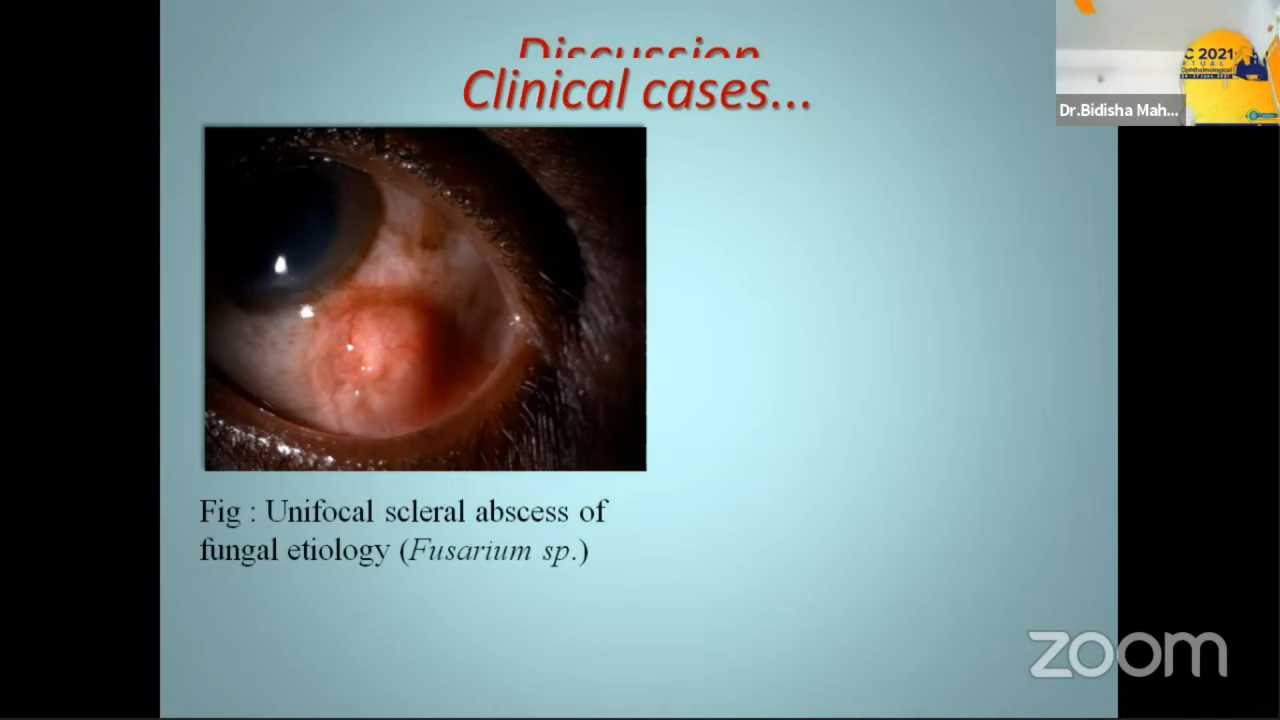 Discussion
Clinical cases...
C 2021
Dr.Bidisha Mah...
Fig : Unifocal scleral abscess of
fungal etiology (Fusarium sp.)
zoom